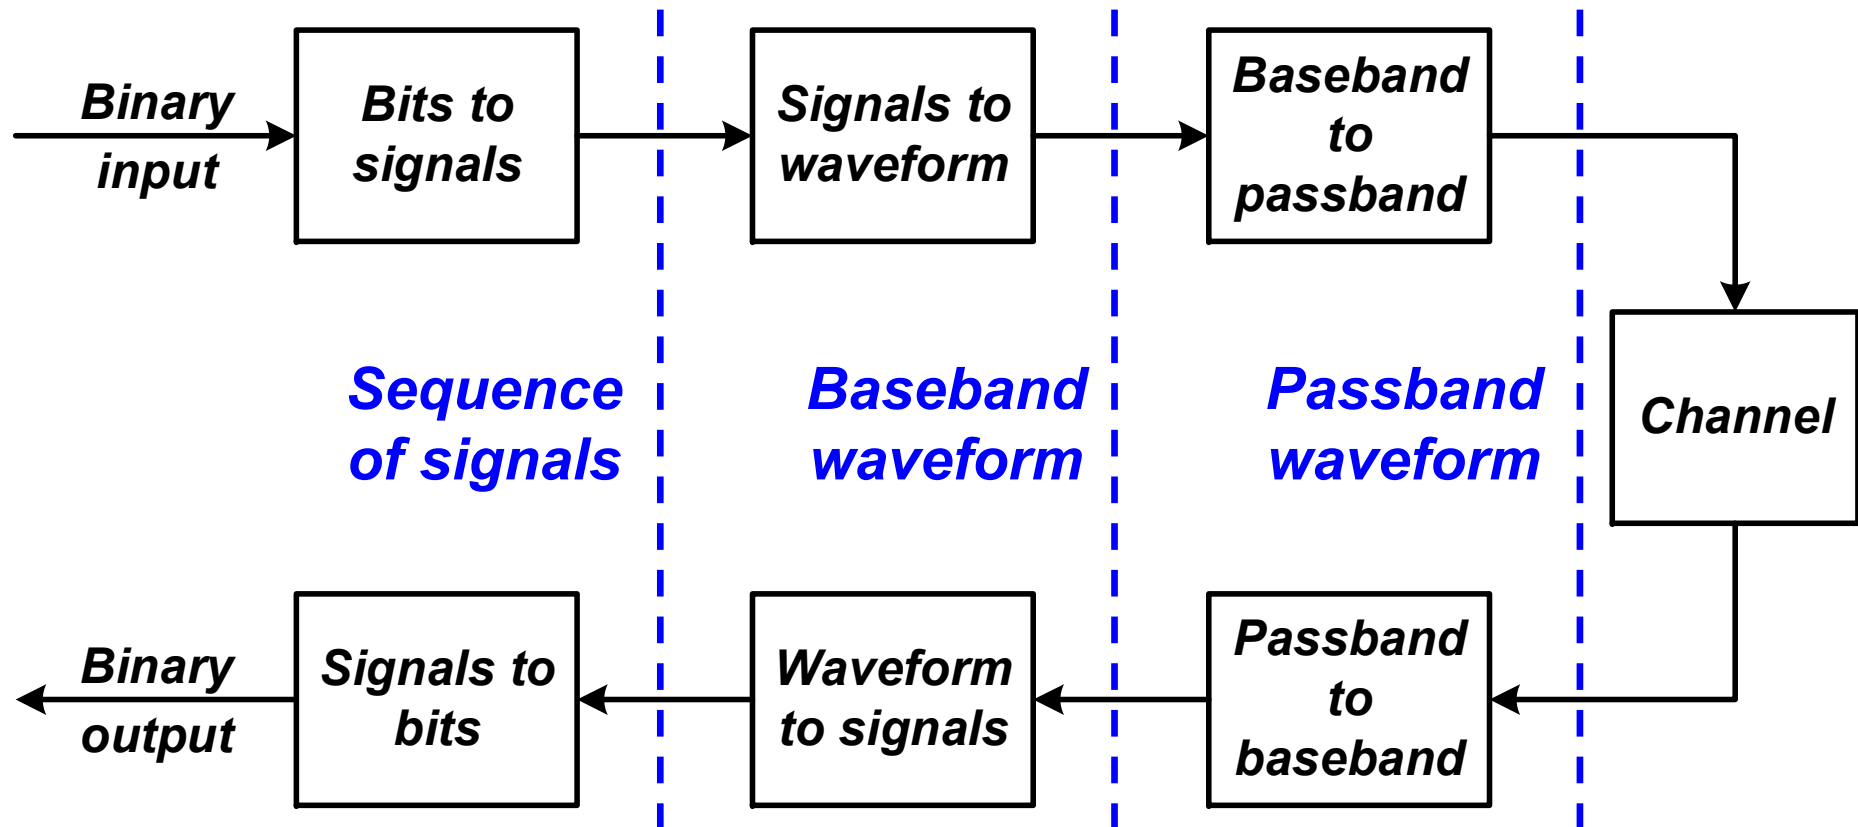 Binary
input
Bits to
signals
Signals to
waveform
Baseband
to
passband
Sequence
of signals
Baseband
waveform
Passband
waveform
Channel
Binary
output
Signals to
bits
Waveform
to signals
Passband
to
baseband